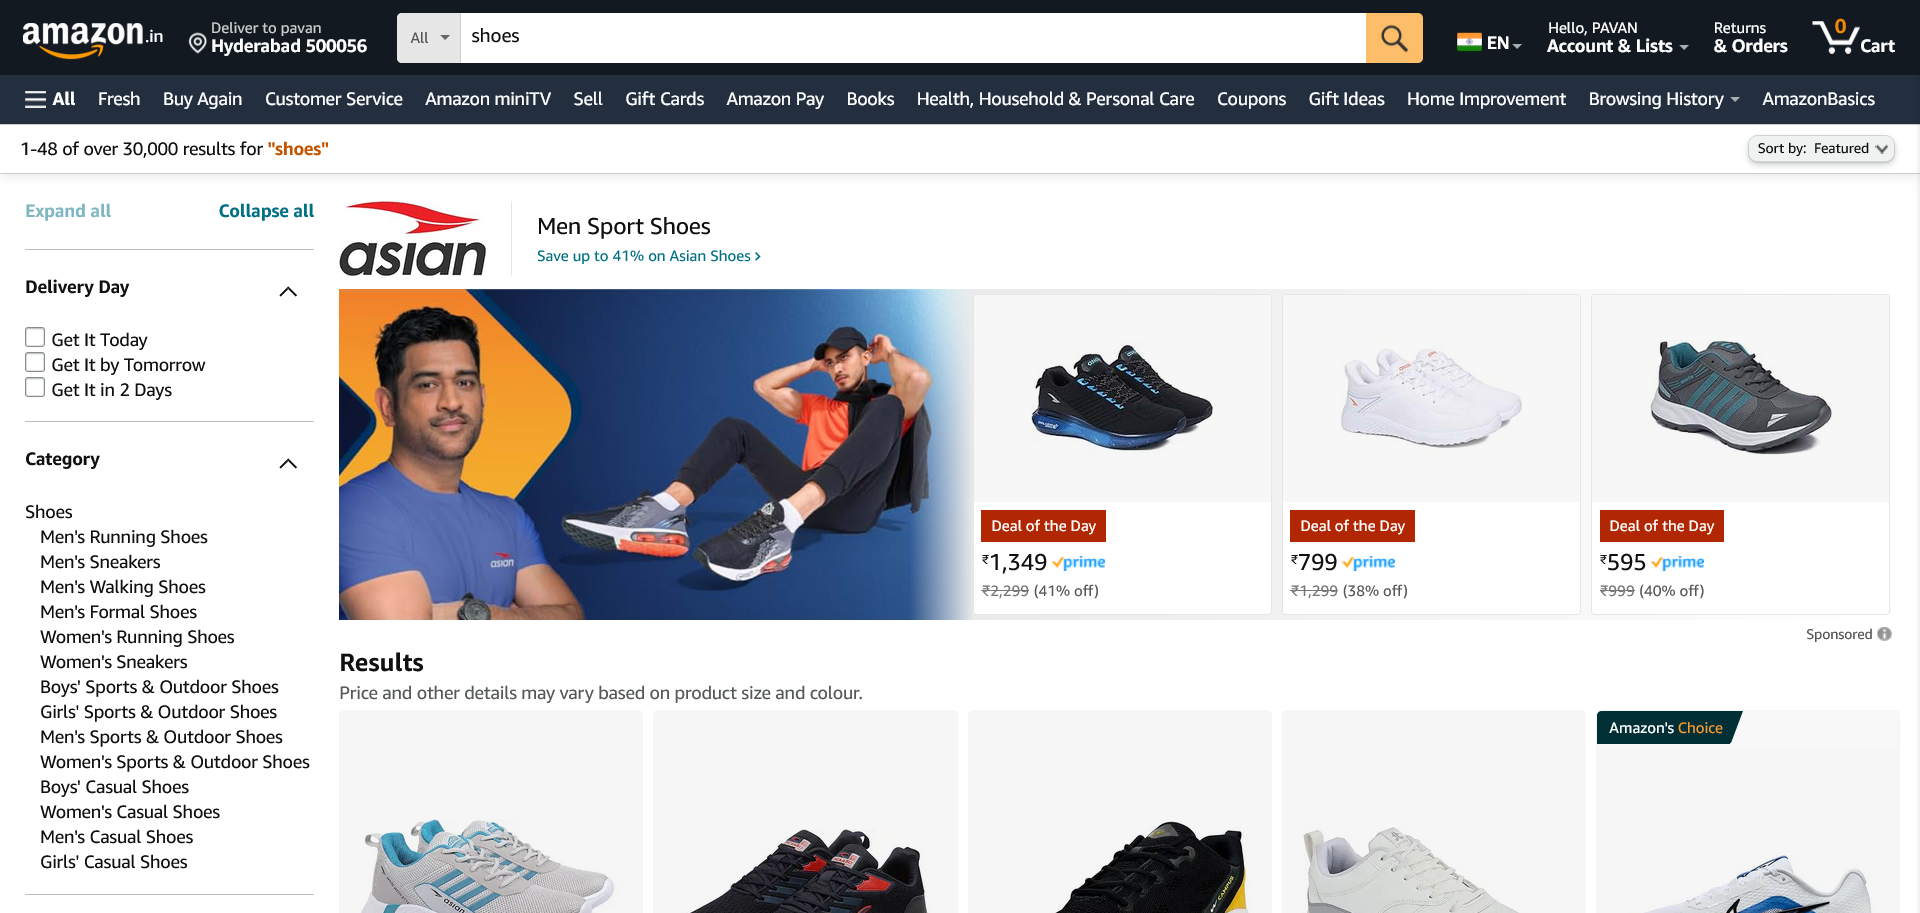 amazon.in
Deliver to pavan
Hyderabad 500056
All
shoes
EN
Hello, PAVAN
Account & Lists
Returns
& Orders
0
Cart
All
Fresh
Buy Again
Customer Service
Amazon miniTV
Sell
Gift Cards
Amazon Pay
Books
Health, Household & Personal Care
Coupons
Gift Ideas
Home Improvement
Browsing History
AmazonBasics
1-48 of over 30,000 results for "shoes"
Sort by: Featured
Expand all
Collapse all
Delivery Day
Get It Today
Get It by Tomorrow
Get It in 2 Days
Category
Shoes
Men's Running Shoes
Men's Sneakers
Men's Walking Shoes
Men's Formal Shoes
Women's Running Shoes
Women's Sneakers
Boys' Sports & Outdoor Shoes
Girls' Sports & Outdoor Shoes
Men's Sports & Outdoor Shoes
Women's Sports & Outdoor Shoes
Boys' Casual Shoes
Women's Casual Shoes
Men's Casual Shoes
Girls' Casual Shoes
asian
Men Sport Shoes
Save up to 41% on Asian Shoes
asian
Deal of the Day
₹1,349 prime
₹2,299 (41% off)
Deal of the Day
₹799 prime
₹1,299 (38% off)
Deal of the Day
₹595 prime
₹999 (40% off)
Sponsored
Results
Price and other details may vary based on product size and colour.
Amazon's Choice
asian
CAMPUS